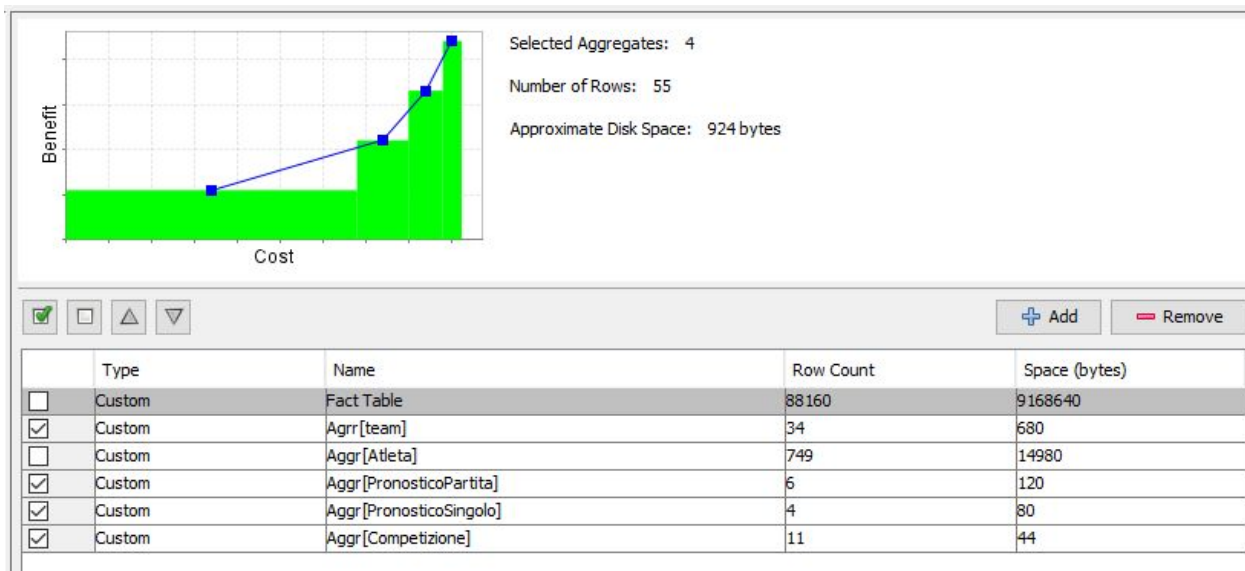 Selected Aggregates: 4
Number of Rows: 55
Approximate Disk Space: 924 bytes
Benefit
Cost
Add Remove
Type Name Row Count Space (bytes)
Custom Fact Table 88160 9168640
Custom Agrr[team] 34 680
Custom Aggr[Atleta] 749 14980
Custom Aggr[PronosticoPartita] 6 120
Custom Aggr[PronosticoSingolo] 4 80
Custom Aggr[Competizione] 11 44